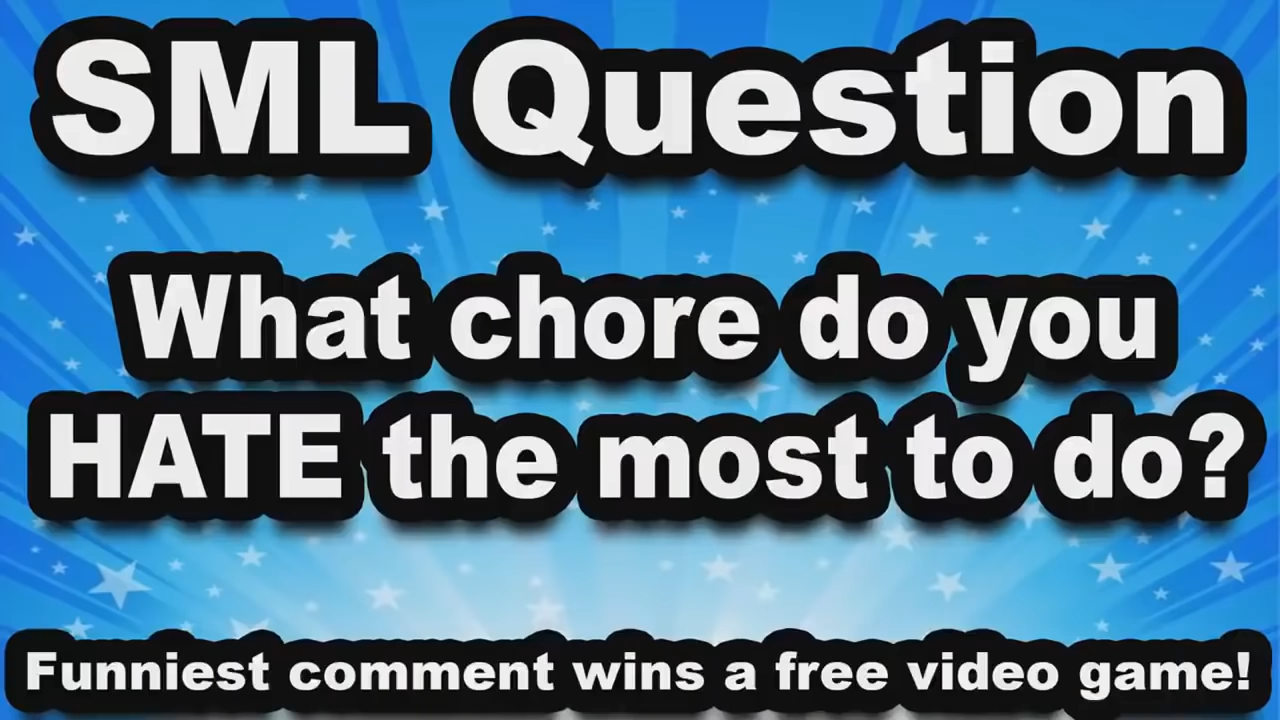 SML Question
What chore do you
HATE the most to do?
Funniest comment wins a free video game!